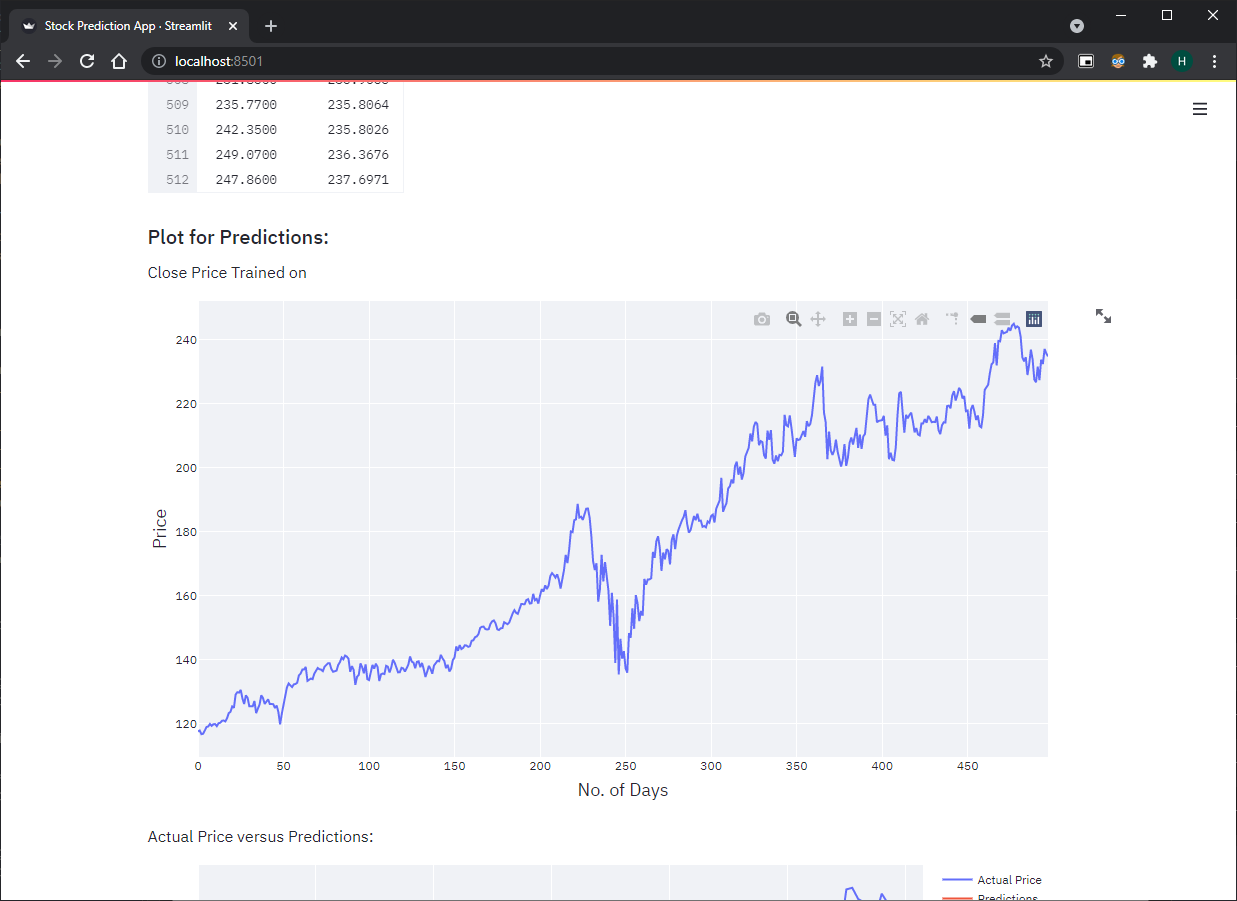 Stock Prediction App · Streamlit
localhost:8501
H
509 235.7700 235.8064
510 242.3500 235.8026
511 249.0700 236.3676
512 247.8600 237.6971
Plot for Predictions:
Close Price Trained on
240
220
200
180
160
140
120
Price
0 50 100 150 200 250 300 350 400 450
No. of Days
Actual Price versus Predictions:
Actual Price
Predictions